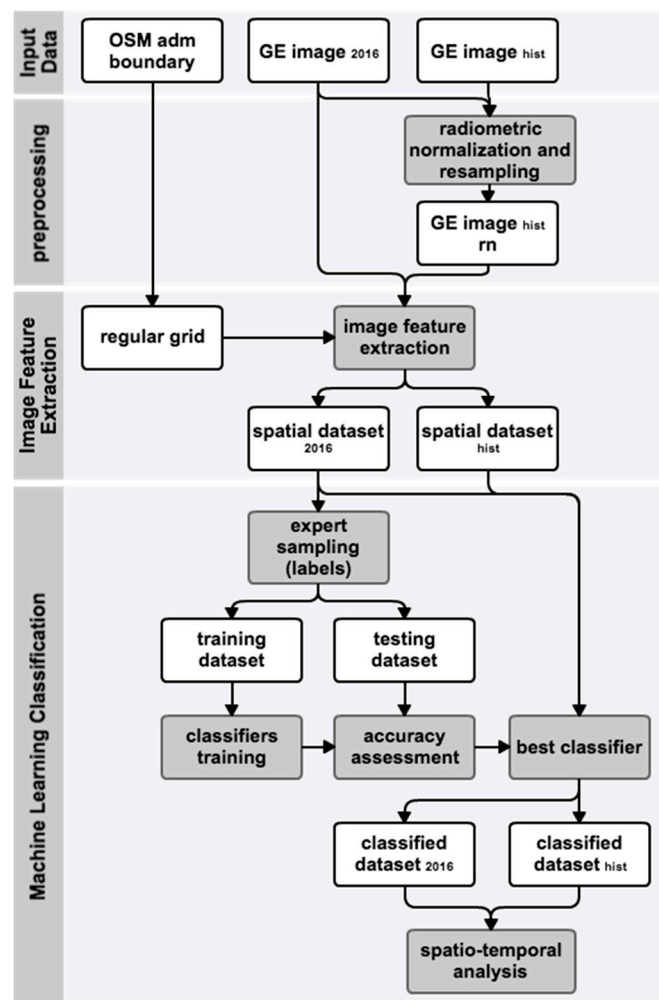 Input
Data
OSM adm
boundary
GE image 2016
GE image hist
preprocessing
radiometric
normalization and
resampling
GE image hist
rn
Image Feature
Extraction
regular grid
image feature
extraction
spatial dataset
2016
spatial dataset
hist
Machine Learning Classification
expert
sampling
(labels)
training
dataset
testing
dataset
classifiers
training
accuracy
assessment
best classifier
classified
dataset 2016
classified
dataset hist
spatio-temporal
analysis